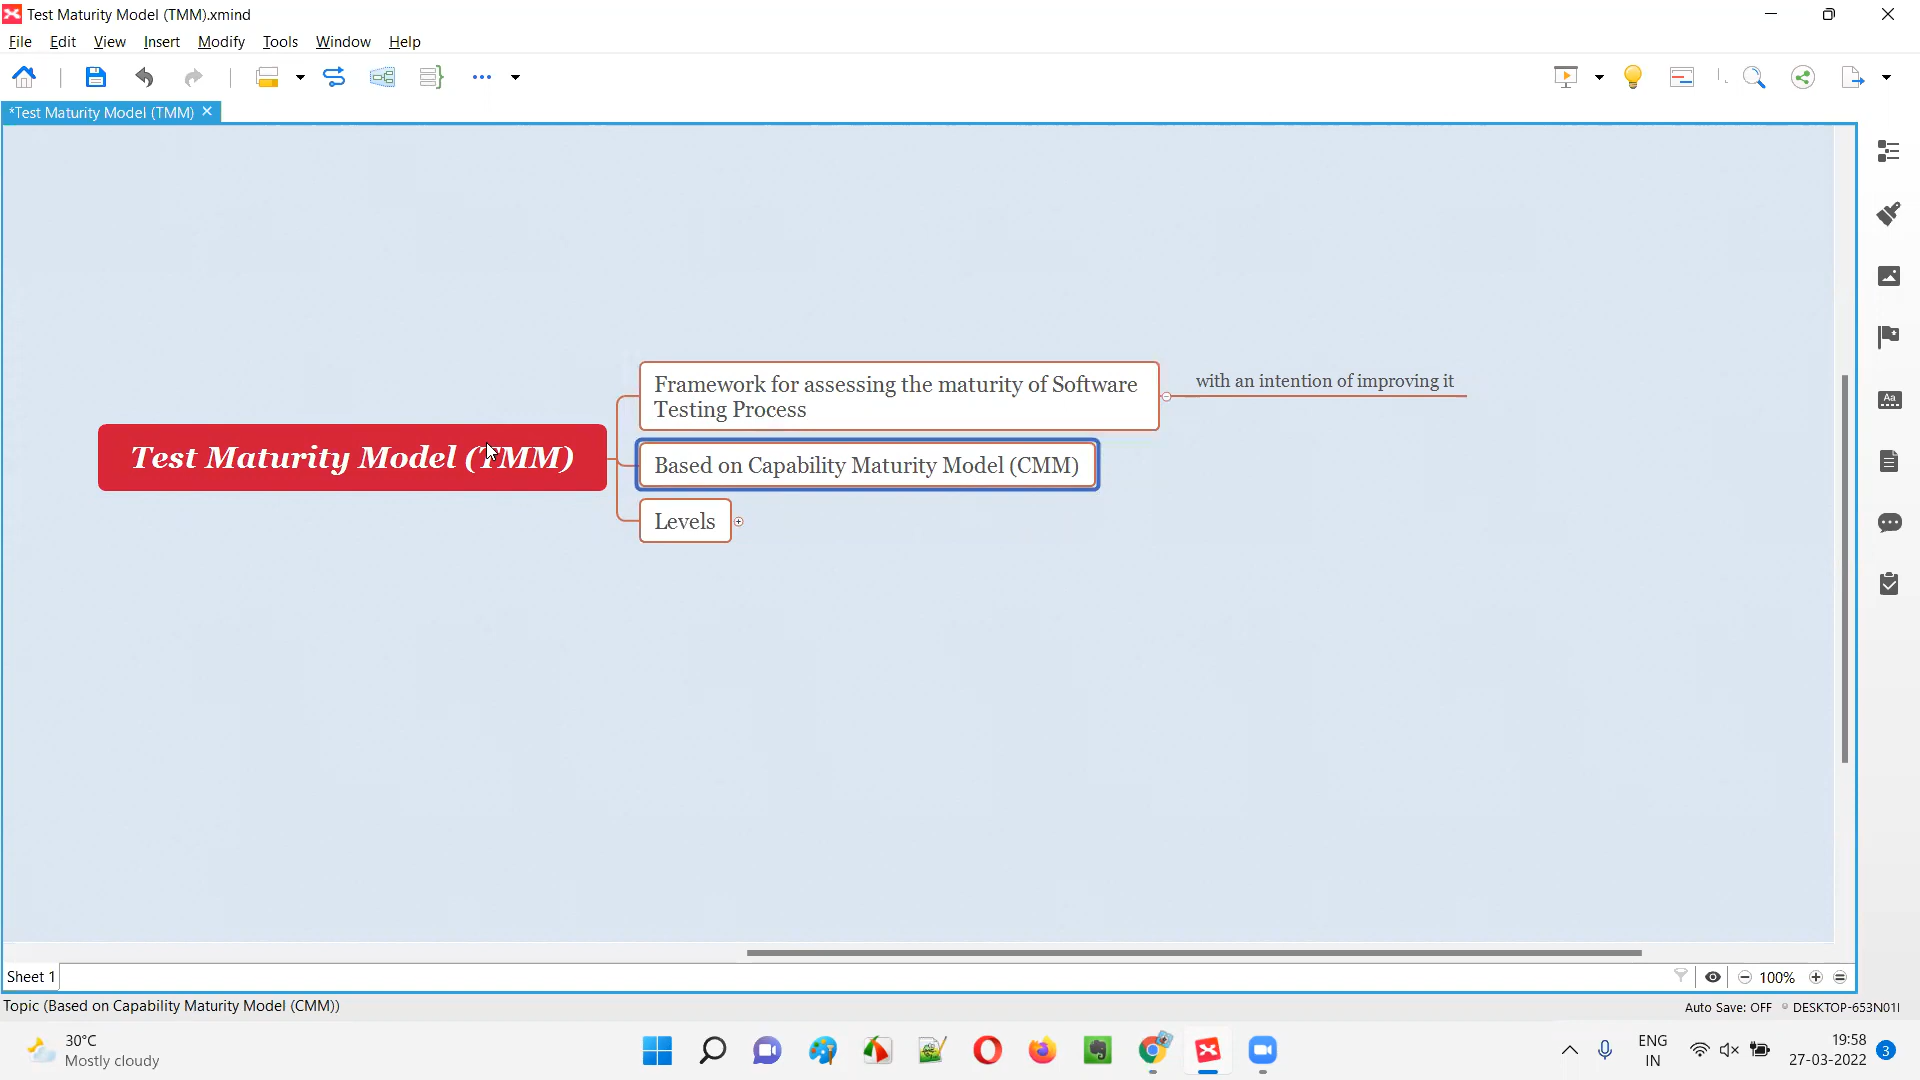 Test Maturity Model (TMM).xmind
File Edit View Insert Modify Tools Window Help
*Test Maturity Model (TMM)
Framework for assessing the maturity of Software
Testing Process
with an intention of improving it
Test Maturity Model (TMM)
Based on Capability Maturity Model (CMM)
Levels
Aa
Sheet 1
100%
Topic (Based on Capability Maturity Model (CMM))
Auto Save: OFF
DESKTOP-653N01I
30°C
Mostly cloudy
ENG
IN
19:58
27-03-2022
3